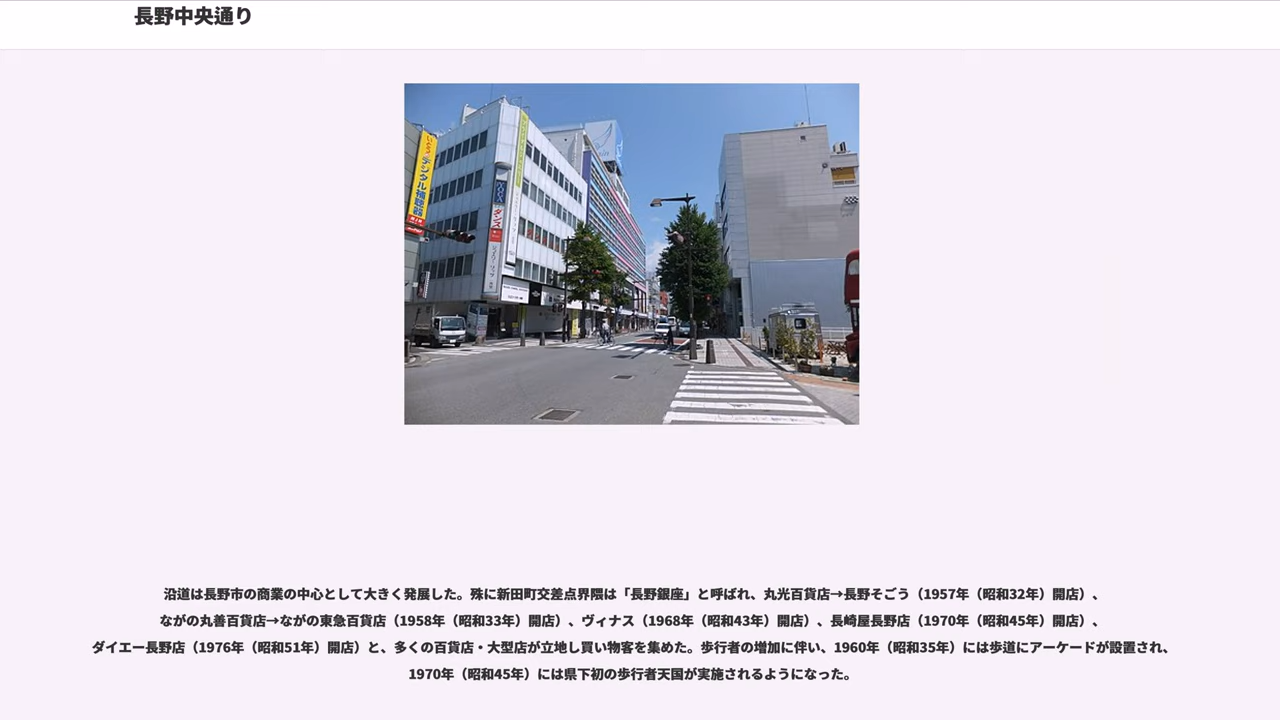 長野中央通り
いたみ
デジタル補聴器
沿道は長野市の商業の中心として大きく発展した。殊に新田町交差点界隈は「長野銀座」と呼ばれ、丸光百貨店→長野そごう（1957年（昭和32年）開店）、
ながの丸善百貨店→ながの東急百貨店（1958年（昭和33年）開店）、ヴィナス（1968年（昭和43年）開店）、長崎屋長野店（1970年（昭和45年）開店）、
ダイエー長野店（1976年（昭和51年）開店）と、多くの百貨店・大型店が立地し買い物客を集めた。歩行者の増加に伴い、1960年（昭和35年）には歩道にアーケードが設置され、
1970年（昭和45年）には県下初の歩行者天国が実施されるようになった。